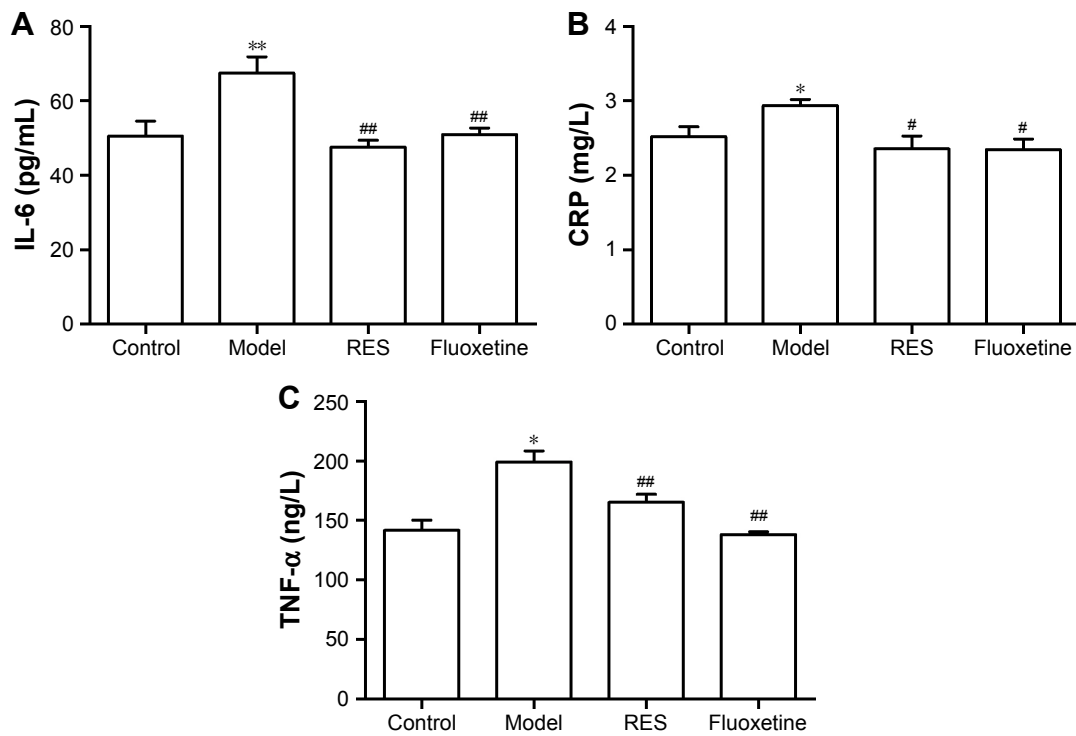 A
IL-6 (pg/mL)
80
60
40
20
0
**
##
##
Control Model RES Fluoxetine
B
CRP (mg/L)
4
3
2
1
0
*
#
#
Control Model RES Fluoxetine
C
TNF-α (ng/L)
250
200
150
100
50
0
*
##
##
Control Model RES Fluoxetine